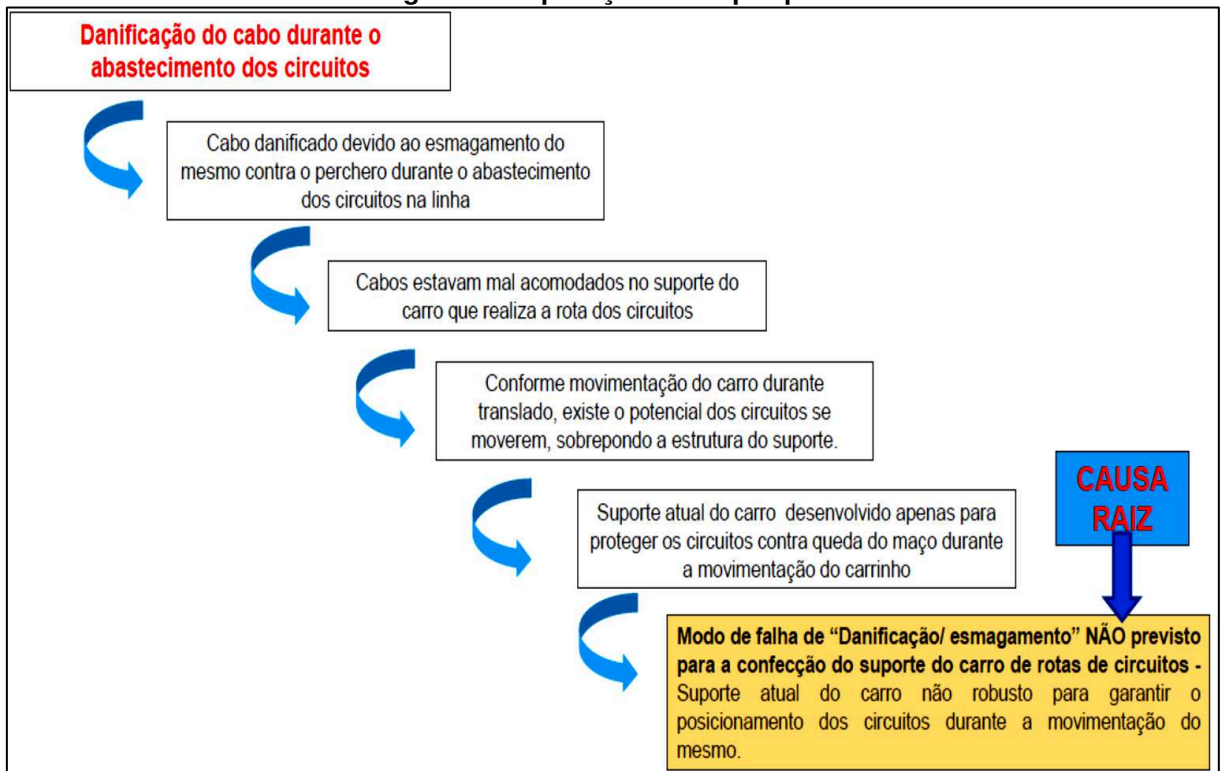 Danificação do cabo durante o
abastecimento dos circuitos
Cabo danificado devido ao esmagamento do
mesmo contra o perchero durante o abastecimento
dos circuitos na linha
Cabos estavam mal acomodados no suporte do
carro que realiza a rota dos circuitos
Conforme movimentação do carro durante
translado, existe o potencial dos circuitos se
moverem, sobrepondo a estrutura do suporte.
Suporte atual do carro desenvolvido apenas para
proteger os circuitos contra queda do maço durante
a movimentação do carrinho
CAUSA
RAIZ
Modo de falha de “Danificação/ esmagamento” NÃO previsto
para a confecção do suporte do carro de rotas de circuitos -
Suporte atual do carro não robusto para garantir o
posicionamento dos circuitos durante a movimentação do
mesmo.